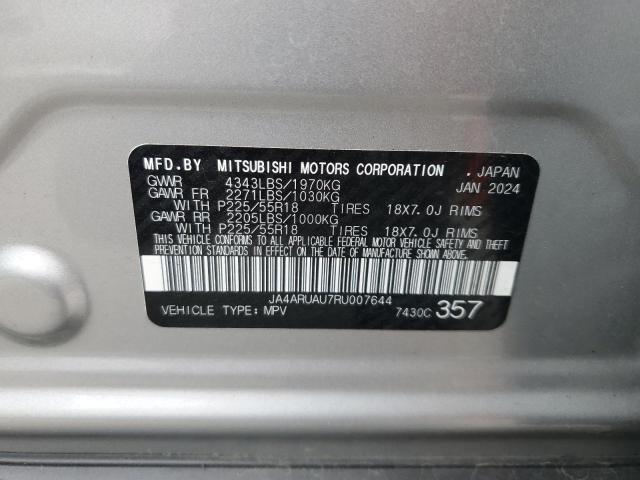 MFD.BY MITSUBISHI MOTORS CORPORATION . JAPAN
GVWR 4343LBS/1970KG JAN 2024
GAWR FR 2271LBS/1030KG
WITH P225/55R18 TIRES 18X7.0J RIMS
GAWR RR 2205LBS/1000KG
WITH P225/55R18 TIRES 18X7.0J RIMS
THIS VEHICLE CONFORMS TO ALL APPLICABLE FEDERAL MOTOR VEHICLE SAFETY AND THEFT
PREVENTION STANDARDS IN EFFECT ON THE DATE OF MANUFACTURE SHOWN ABOVE.
JA4ARUAU7RU007644
VEHICLE TYPE:MPV 7430C 357